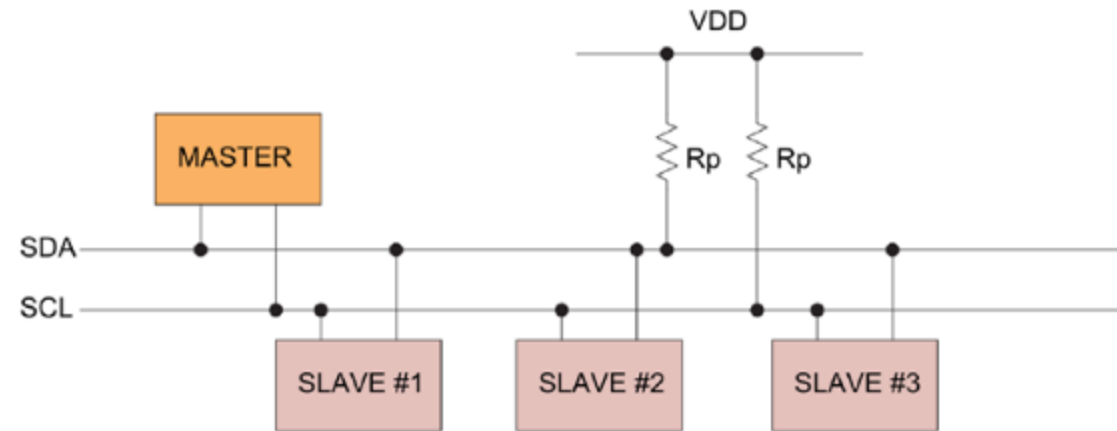 VDD
MASTER
Rp
Rp
SDA
SCL
SLAVE #1
SLAVE #2
SLAVE #3